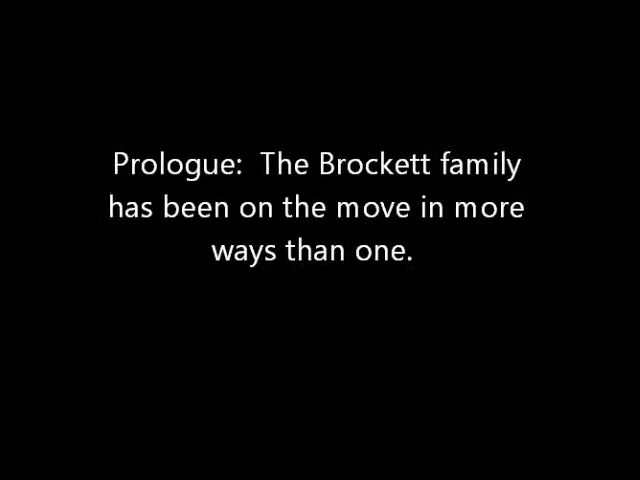 Prologue:  The Brockett family
has been on the move in more
ways than one.